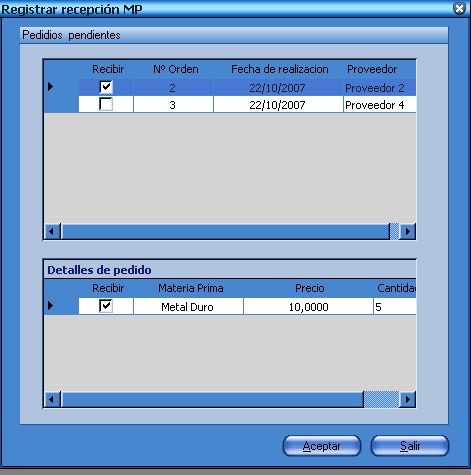 Registrar recepción MP
Pedidios pendientes
Recibir Nº Orden Fecha de realizacion Proveedor
2 22/10/2007 Proveedor 2
3 22/10/2007 Proveedor 4
Detalles de pedido
Recibir Materia Prima Precio Cantidad
Metal Duro 10,0000 5
Aceptar Salir